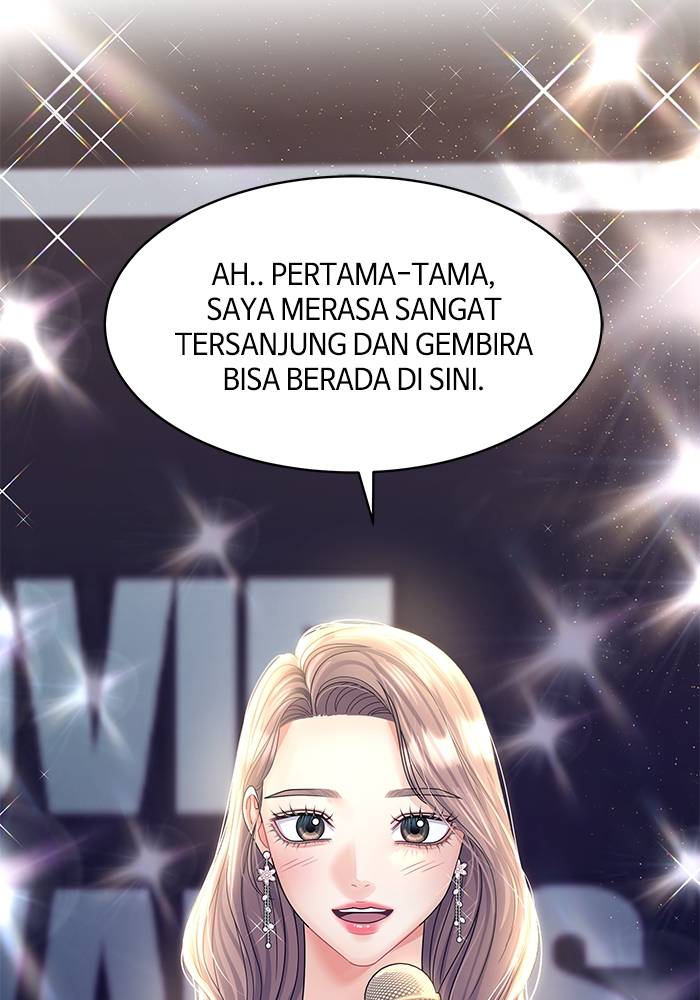 AH.. PERTAMA-TAMA,
SAYA MERASA SANGAT
TERSANJUNG DAN GEMBIRA
BISA BERADA DI SINI.